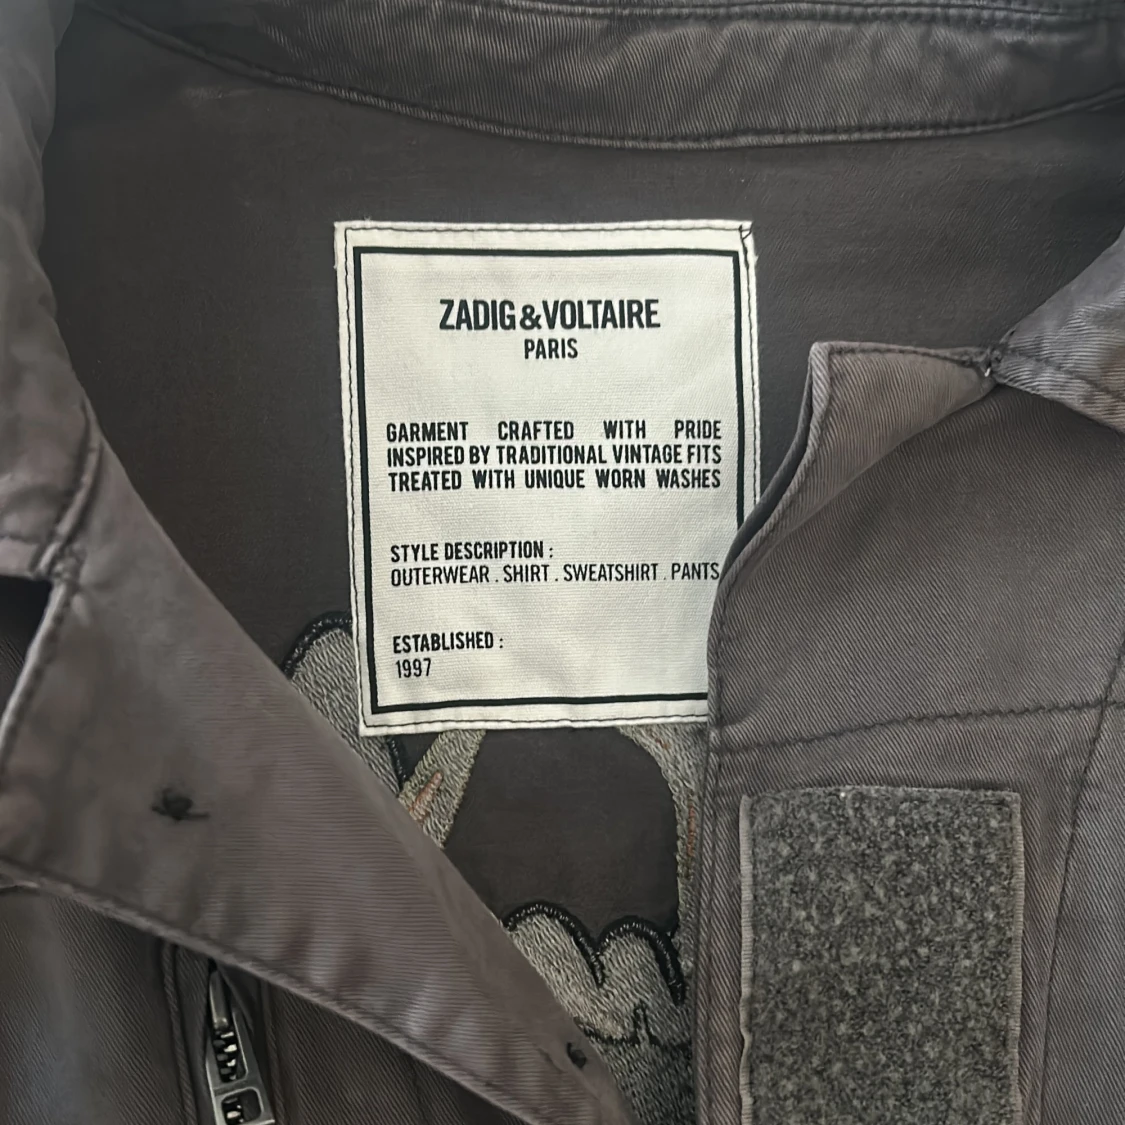 ZADIG&VOLTAIRE
PARIS
GARMENT CRAFTED WITH PRIDE
INSPIRED BY TRADITIONAL VINTAGE FITS
TREATED WITH UNIQUE WORN WASHES
STYLE DESCRIPTION :
OUTERWEAR . SHIRT . SWEATSHIRT . PANTS
ESTABLISHED :
1997